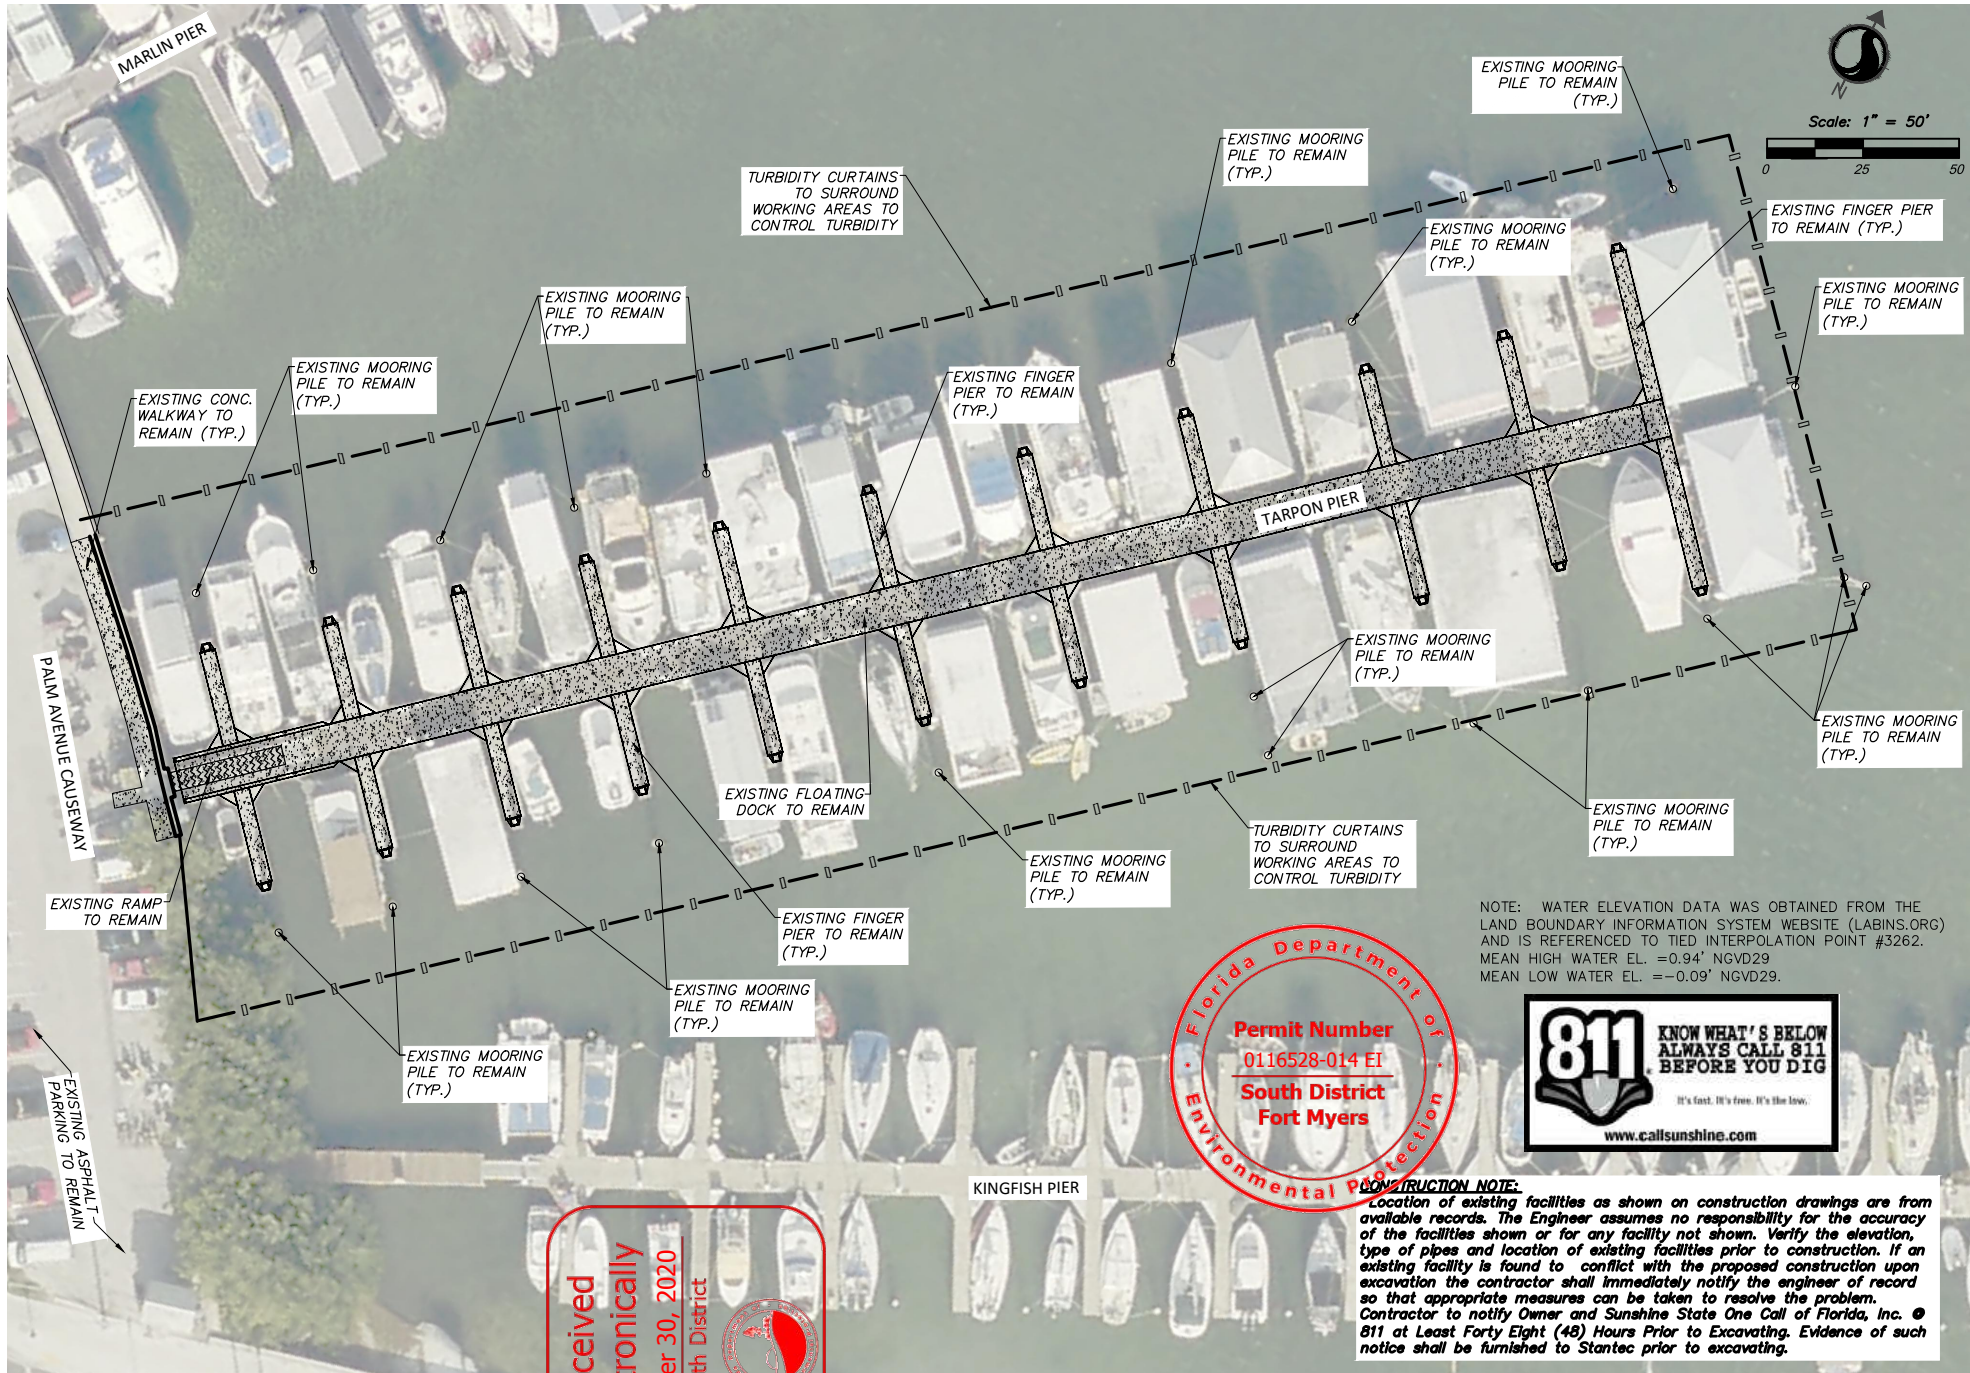 MARLIN PIER
EXISTING MOORING
PILE TO REMAIN
(TYP.)
N
Scale: 1" = 50'
0 25 50
EXISTING MOORING
PILE TO REMAIN
(TYP.)
TURBIDITY CURTAINS
TO SURROUND
WORKING AREAS TO
CONTROL TURBIDITY
EXISTING FINGER PIER
TO REMAIN (TYP.)
EXISTING MOORING
PILE TO REMAIN
(TYP.)
EXISTING MOORING
PILE TO REMAIN
(TYP.)
EXISTING MOORING
PILE TO REMAIN
(TYP.)
EXISTING MOORING
PILE TO REMAIN
(TYP.)
EXISTING FINGER
PIER TO REMAIN
(TYP.)
EXISTING CONC.
WALKWAY TO
REMAIN (TYP.)
TARPON PIER
EXISTING MOORING
PILE TO REMAIN
(TYP.)
PALM AVENUE CAUSEWAY
EXISTING MOORING
PILE TO REMAIN
(TYP.)
EXISTING FLOATING
DOCK TO REMAIN
EXISTING MOORING
PILE TO REMAIN
(TYP.)
TURBIDITY CURTAINS
TO SURROUND
WORKING AREAS TO
CONTROL TURBIDITY
EXISTING MOORING
PILE TO REMAIN
(TYP.)
EXISTING RAMP
TO REMAIN
EXISTING FINGER
PIER TO REMAIN
(TYP.)
EXISTING MOORING
PILE TO REMAIN
(TYP.)
EXISTING MOORING
PILE TO REMAIN
(TYP.)
EXISTING ASPHALT
PARKING TO REMAIN
NOTE: WATER ELEVATION DATA WAS OBTAINED FROM THE
LAND BOUNDARY INFORMATION SYSTEM WEBSITE (LABINS.ORG)
AND IS REFERENCED TO TIED INTERPOLATION POINT #3262.
MEAN HIGH WATER EL. =0.94' NGVD29
MEAN LOW WATER EL. =-0.09' NGVD29.
Florida Department of
Environmental Protection
Permit Number
0116528-014 EI
South District
Fort Myers
811
KNOW WHAT'S BELOW
ALWAYS CALL 811
BEFORE YOU DIG
It's fast. It's free. It's the law.
www.callsunshine.com
KINGFISH PIER
CONSTRUCTION NOTE:
Location of existing facilities as shown on construction drawings are from
available records. The Engineer assumes no responsibility for the accuracy
of the facilities shown or for any facility not shown. Verify the elevation,
type of pipes and location of existing facilities prior to construction. If an
existing facility is found to conflict with the proposed construction upon
excavation the contractor shall immediately notify the engineer of record
so that appropriate measures can be taken to resolve the problem.
Contractor to notify Owner and Sunshine State One Call of Florida, Inc. @
811 at Least Forty Eight (48) Hours Prior to Excavating. Evidence of such
notice shall be furnished to Stantec prior to excavating.
ceived
ronically
er 30, 2020
th District